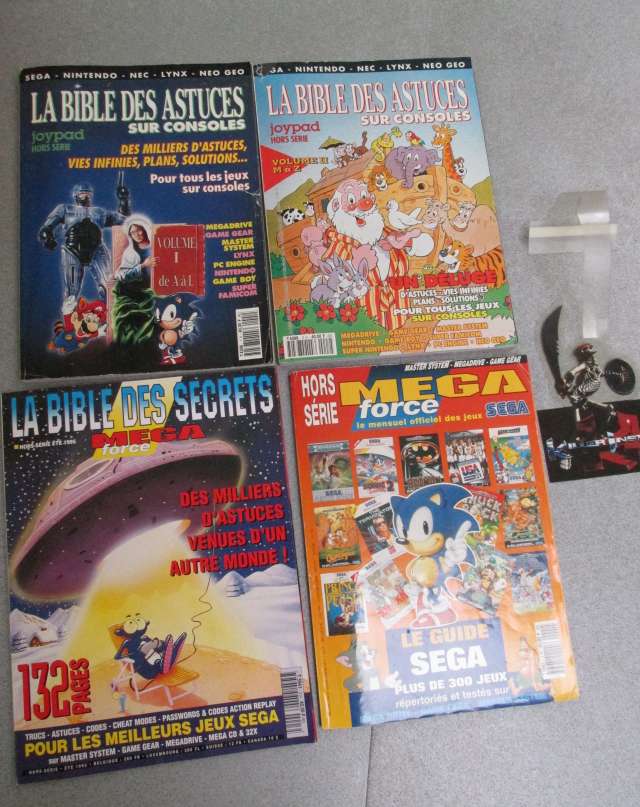 SEGA - NINTENDO - NEC - LYNX - NEO GEO
LA BIBLE DES ASTUCES
SUR CONSOLES
joypad
HORS SERIE
DES MILLIERS D'ASTUCES,
VIES INFINIES, PLANS, SOLUTIONS...
Pour tous les jeux
sur consoles
VOLUME
I
de A à L
MEGADRIVE
GAME GEAR
MASTER
SYSTEM
LYNX
PC ENGINE
NINTENDO
GAME BOY
SUPER
FAMICOM
GA - NINTENDO - NEC - LYNX - NEO GEO
LA BIBLE DES ASTUCES
SUR CONSOLES
joypad
HORS SERIE
VOLUME II
M à Z
UN DELUGE
D'ASTUCES - VIES INFINIES
PLANS - SOLUTIONS
POUR TOUS LES JEUX
SUR CONSOLES
LA BIBLE DES SECRETS
HORS-SERIE ÉTÉ 1995
MEGA
force
DES MILLIERS
D'ASTUCES
VENUES D'UN
AUTRE MONDE !
132
PAGES
TRUCS - ASTUCES - CODES - CHEAT MODES - PASSWORDS & CODES ACTION REPLAY
POUR LES MEILLEURS JEUX SEGA
sur MASTER SYSTEM - GAME GEAR - MEGADRIVE - MEGA CD & 32X
MASTER SYSTEM - MEGADRIVE - GAME GEAR
HORS
SÉRIE
MEGA
force
le mensuel officiel des jeux SEGA
LE GUIDE
SEGA
PLUS DE 300 JEUX
répertoriés et testés sur